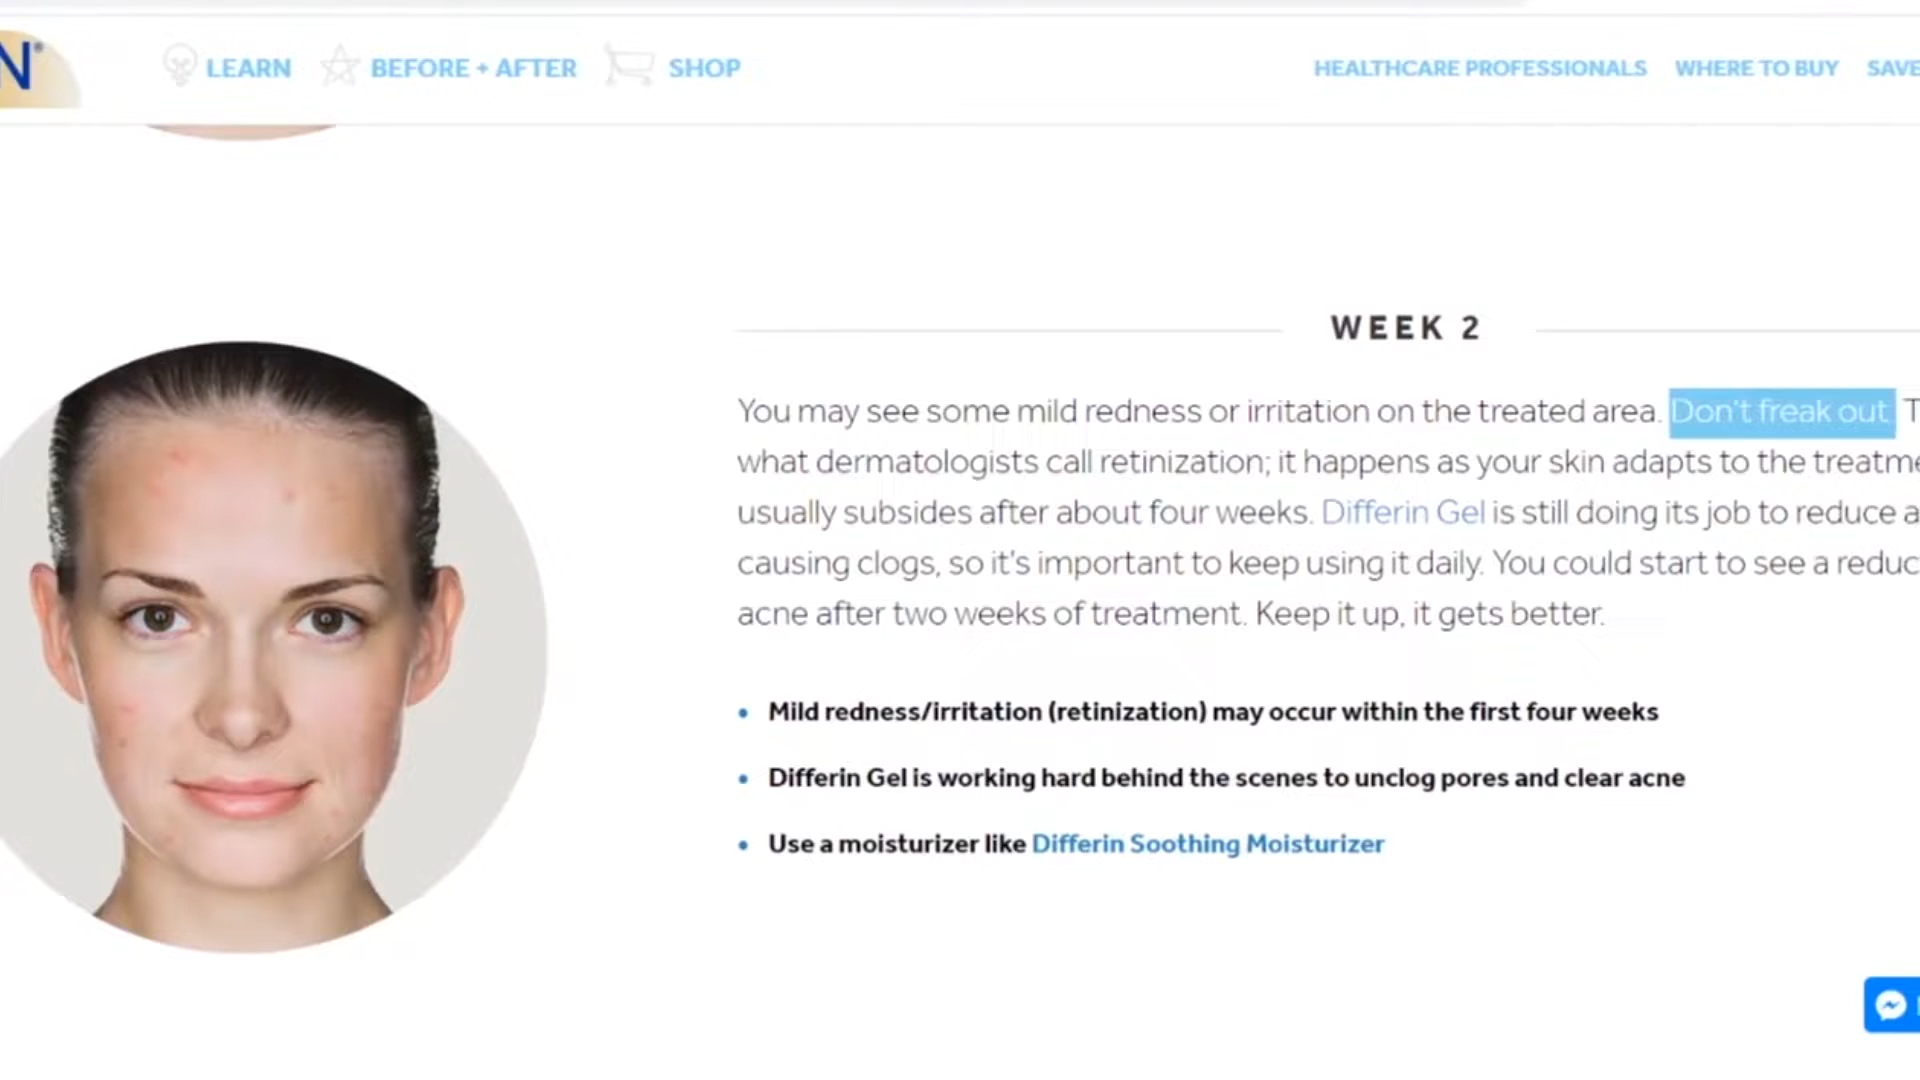 N®
LEARN
BEFORE + AFTER
SHOP
HEALTHCARE PROFESSIONALS
WHERE TO BUY
SAVE
WEEK 2
You may see some mild redness or irritation on the treated area. Don't freak out
what dermatologists call retinization; it happens as your skin adapts to the
usually subsides after about four weeks. Differin Gel is still doing its job to reduce
causing clogs, so it's important to keep using it daily. You could start to see a
acne after two weeks of treatment. Keep it up, it gets better.
• Mild redness/irritation (retinization) may occur within the first four weeks
• Differin Gel is working hard behind the scenes to unclog pores and clear acne
• Use a moisturizer like Differin Soothing Moisturizer